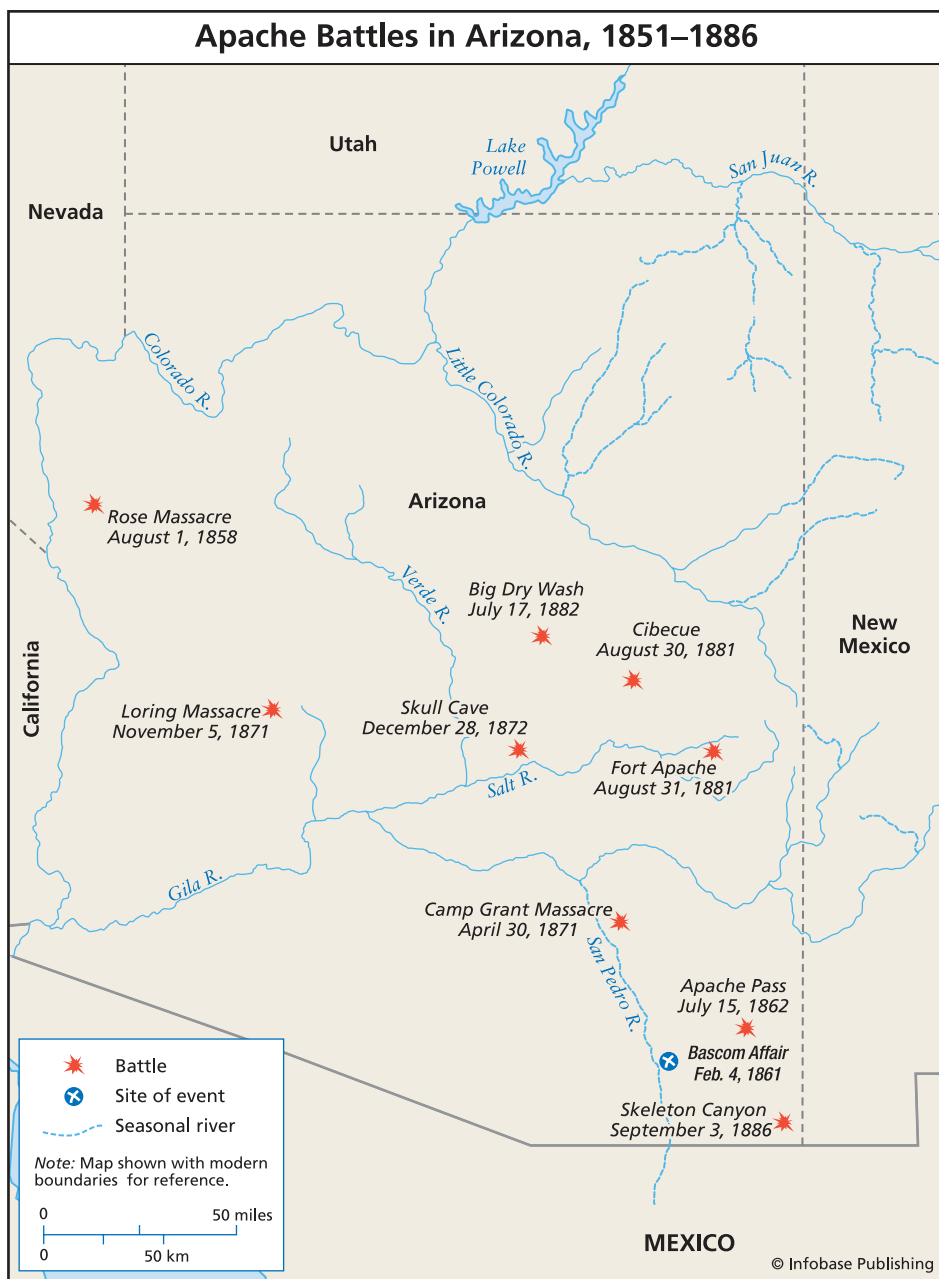 Apache Battles in Arizona, 1851–1886
Utah
Lake
Powell
San Juan R.
Nevada
Colorado R.
Little Colorado R.
Arizona
Rose Massacre
August 1, 1858
Verde R.
Big Dry Wash
July 17, 1882
Cibecue
August 30, 1881
New
Mexico
California
Loring Massacre
November 5, 1871
Skull Cave
December 28, 1872
Salt R.
Fort Apache
August 31, 1881
Gila R.
Camp Grant Massacre
April 30, 1871
San Pedro R.
Apache Pass
July 15, 1862
Bascom Affair
Feb. 4, 1861
Skeleton Canyon
September 3, 1886
Battle
Site of event
Seasonal river
Note: Map shown with modern
boundaries for reference.
0 50 miles
0 50 km
MEXICO
© Infobase Publishing